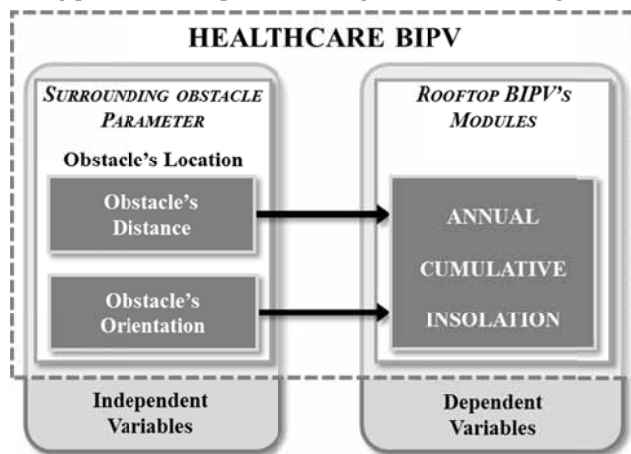 HEALTHCARE BIPV
SURROUNDING OBSTACLE
PARAMETER
Obstacle's Location
Obstacle's
Distance
Obstacle's
Orientation
Independent
Variables
ROOFTOP BIPV'S
MODULES
ANNUAL
CUMULATIVE
INSOLATION
Dependent
Variables